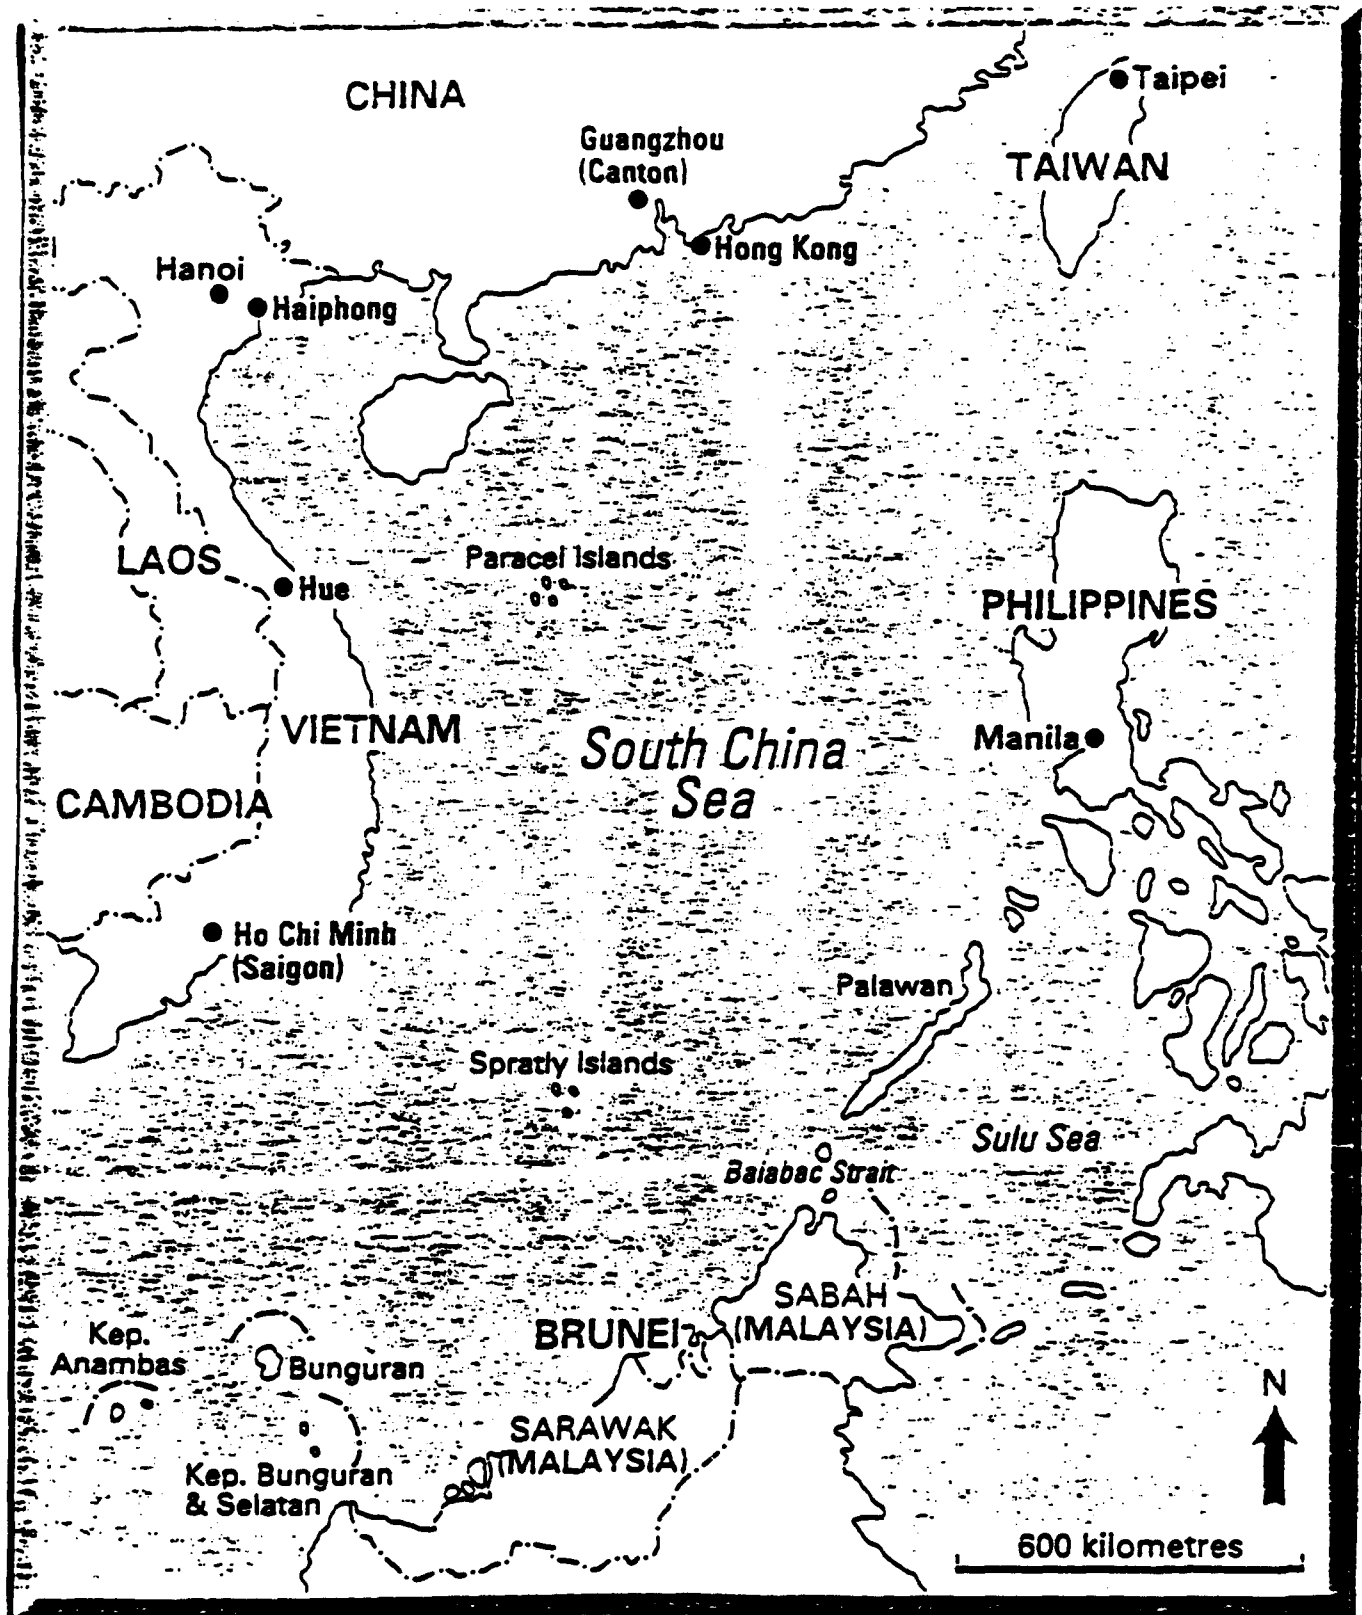 CHINA
Taipei
TAIWAN
Guangzhou
(Canton)
Hong Kong
Hanoi
Haiphong
LAOS
Hue
Paracel Islands
PHILIPPINES
VIETNAM
South China
Sea
Manila
CAMBODIA
Ho Chi Minh
(Saigon)
Palawan
Spratly Islands
Sulu Sea
Balabac Strait
SABAH
(MALAYSIA)
BRUNEI
Kep.
Anambas
Bunguran
SARAWAK
(MALAYSIA)
Kep. Bunguran
& Selatan
N
600 kilometres